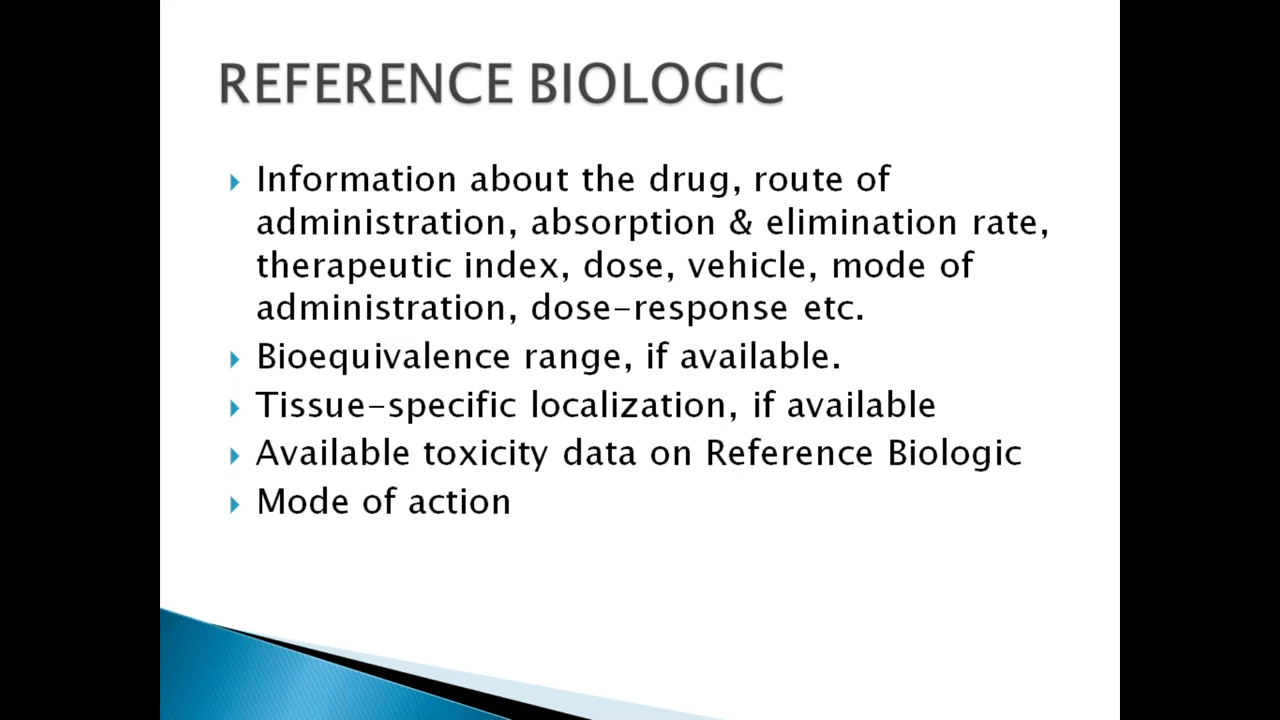 REFERENCE BIOLOGIC
Information about the drug, route of
administration, absorption & elimination rate,
therapeutic index, dose, vehicle, mode of
administration, dose-response etc.
Bioequivalence range, if available.
Tissue-specific localization, if available
Available toxicity data on Reference Biologic
Mode of action